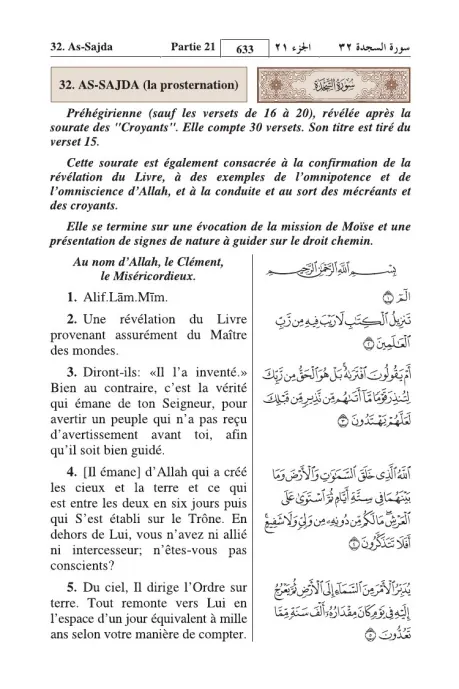 32. As-Sajda Partie 21 633 الجزء ٢١ سورة السجدة ٣٢
32. AS-SAJDA (la prosternation)
سُورَةُ السَّجْدَةِ
Préhégirienne (sauf les versets de 16 à 20), révélée après la
sourate des "Croyants". Elle compte 30 versets. Son titre est tiré du
verset 15.
Cette sourate est également consacrée à la confirmation de la
révélation du Livre, à des exemples de l’omnipotence et de
l’omniscience d’Allah, et à la conduite et au sort des mécréants et
des croyants.
Elle se termine sur une évocation de la mission de Moïse et une
présentation de signes de nature à guider sur le droit chemin.
Au nom d’Allah, le Clément,
le Miséricordieux.
1. Alif.Lām.Mīm.
2. Une révélation du Livre
provenant assurément du Maître
des mondes.
3. Diront-ils: «Il l’a inventé.»
Bien au contraire, c’est la vérité
qui émane de ton Seigneur, pour
avertir un peuple qui n’a pas reçu
d’avertissement avant toi, afin
qu’il soit bien guidé.
4. [Il émane] d’Allah qui a créé
les cieux et la terre et ce qui
est entre les deux en six jours puis
qui S’est établi sur le Trône. En
dehors de Lui, vous n’avez ni allié
ni intercesseur; n’êtes-vous pas
conscients?
5. Du ciel, Il dirige l’Ordre sur
terre. Tout remonte vers Lui en
l’espace d’un jour équivalent à mille
ans selon votre manière de compter.
بِسْمِ اللَّهِ الرَّحْمَٰنِ الرَّحِيمِ
الٓمٓ ١
تَنزِيلُ ٱلْكِتَٰبِ لَا رَيْبَ فِيهِ مِن رَّبِّ
ٱلْعَٰلَمِينَ ٢
أَمْ يَقُولُونَ ٱفْتَرَىٰهُ بَلْ هُوَ ٱلْحَقُّ مِن رَّبِّكَ
لِتُنذِرَ قَوْمًا مَّآ أَتَىٰهُم مِّن نَّذِيرٍ مِّن قَبْلِكَ
لَعَلَّهُمْ يَهْتَدُونَ ٣
ٱللَّهُ ٱلَّذِى خَلَقَ ٱلسَّمَٰوَٰتِ وَٱلْأَرْضَ وَمَا
بَيْنَهُمَا فِى سِتَّةِ أَيَّامٍ ثُمَّ ٱسْتَوَىٰ عَلَى
ٱلْعَرْشِ مَا لَكُم مِّن دُونِهِۦ مِن وَلِىٍّ وَلَا شَفِيعٍ
أَفَلَا تَتَذَكَّرُونَ ٤
يُدَبِّرُ ٱلْأَمْرَ مِنَ ٱلسَّمَآءِ إِلَى ٱلْأَرْضِ ثُمَّ يَعْرُجُ
إِلَيْهِ فِى يَوْمٍ كَانَ مِقْدَارُهُۥٓ أَلْفَ سَنَةٍ مِّمَّا
تَعُدُّونَ ٥